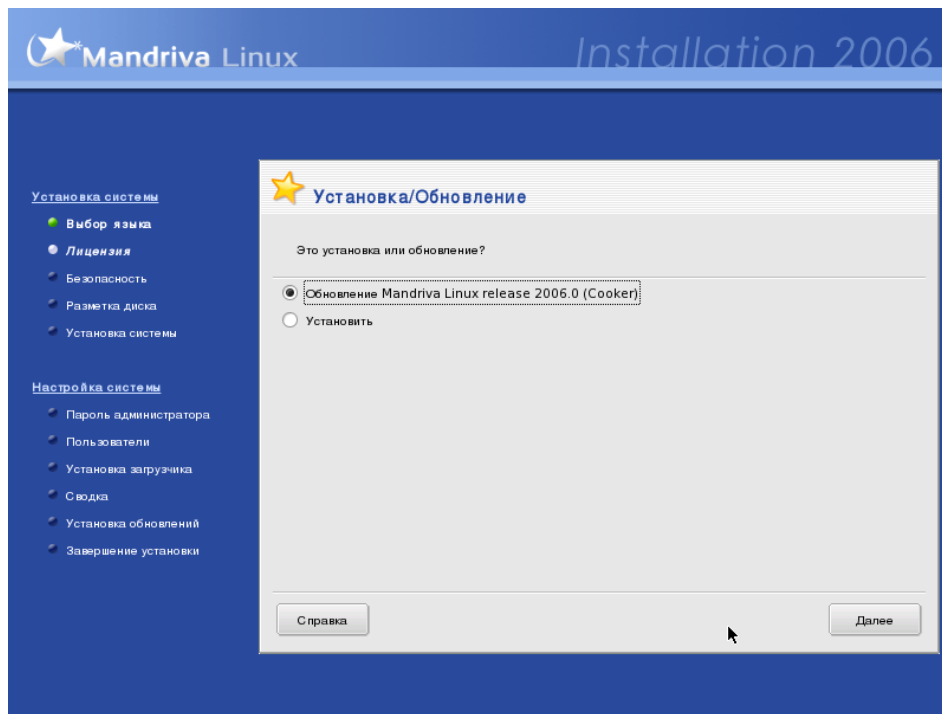 Mandriva Linux
Installation 2006
Установка системы
Выбор языка
Лицензия
Безопасность
Разметка диска
Установка системы
Настройка системы
Пароль администратора
Пользователи
Установка загрузчика
Сводка
Установка обновлений
Завершение установки
Установка/Обновление
Это установка или обновление?
Обновление Mandriva Linux release 2006.0 (Cooker)
Установить
Справка
Далее